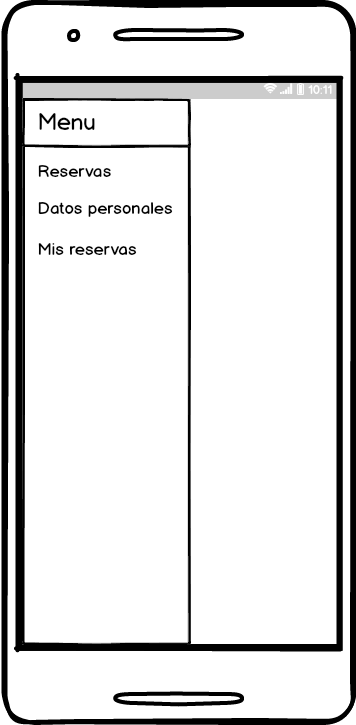 10:11
Menu
Reservas
Datos personales
Mis reservas